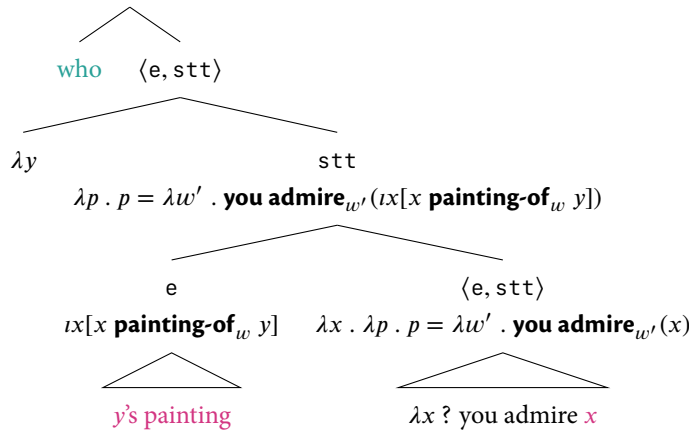 who ⟨e, stt⟩
λy stt
λp . p = λw′ . you admire_w′(ιx[x painting-of_w y])
e ⟨e, stt⟩
ιx[x painting-of_w y] λx . λp . p = λw′ . you admire_w′(x)
y's painting λx ? you admire x